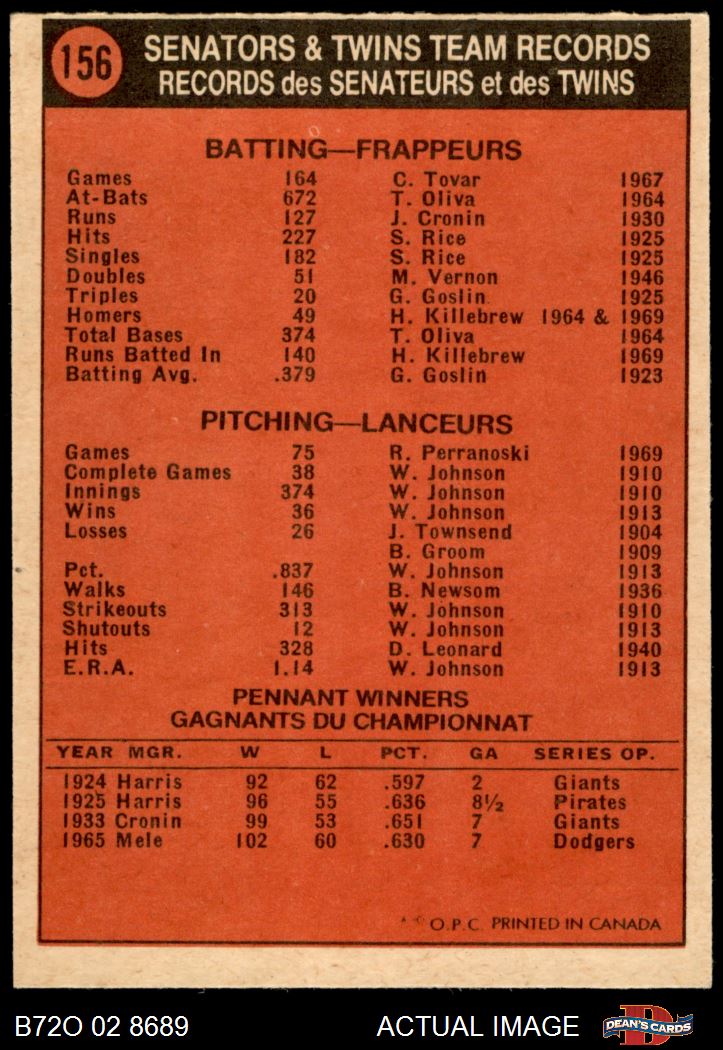 156
SENATORS & TWINS TEAM RECORDS
RECORDS des SENATEURS et des TWINS
BATTING—FRAPPEURS
Games 164 C. Tovar 1967
At-Bats 672 T. Oliva 1964
Runs 127 J. Cronin 1930
Hits 227 S. Rice 1925
Singles 182 S. Rice 1925
Doubles 51 M. Vernon 1946
Triples 20 G. Goslin 1925
Homers 49 H. Killebrew 1964 & 1969
Total Bases 374 T. Oliva 1964
Runs Batted In 140 H. Killebrew 1969
Batting Avg. .379 G. Goslin 1923
PITCHING—LANCEURS
Games 75 R. Perranoski 1969
Complete Games 38 W. Johnson 1910
Innings 374 W. Johnson 1910
Wins 36 W. Johnson 1913
Losses 26 J. Townsend 1904
B. Groom 1909
Pct. .837 W. Johnson 1913
Walks 146 B. Newsom 1936
Strikeouts 313 W. Johnson 1910
Shutouts 12 W. Johnson 1913
Hits 328 D. Leonard 1940
E.R.A. 1.14 W. Johnson 1913
PENNANT WINNERS
GAGNANTS DU CHAMPIONNAT
YEAR MGR. W L PCT. GA SERIES OP.
1924 Harris 92 62 .597 2 Giants
1925 Harris 96 55 .636 8½ Pirates
1933 Cronin 99 53 .651 7 Giants
1965 Mele 102 60 .630 7 Dodgers
O.P.C. PRINTED IN CANADA
B72O 02 8689 ACTUAL IMAGE
D
DEAN'S CARDS